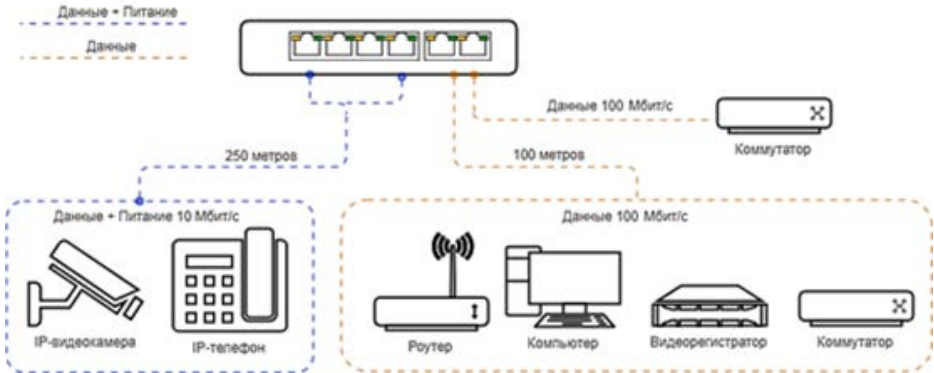 Данные + Питание
Данные
Данные 100 Мбит/с
Коммутатор
250 метров
100 метров
Данные + Питание 10 Мбит/с
Данные 100 Мбит/с
IP-видеокамера
IP-телефон
Роутер
Компьютер
Видеорегистратор
Коммутатор